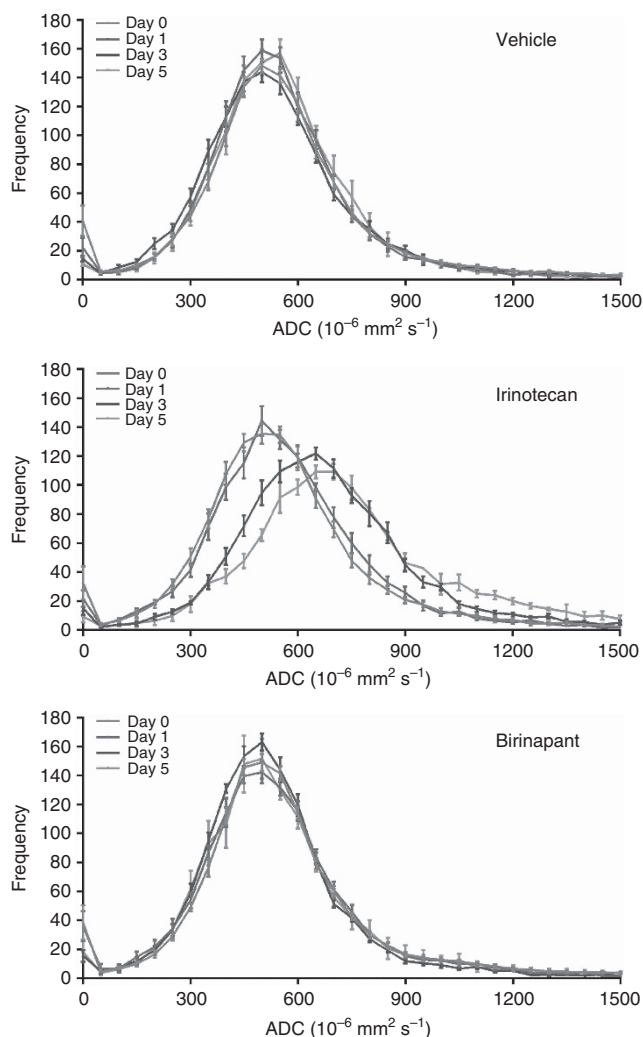 180
160
140
120
100
80
60
40
20
0
Frequency
Day 0
Day 1
Day 3
Day 5
Vehicle
0 300 600 900 1200 1500
ADC (10⁻⁶ mm² s⁻¹)
180
160
140
120
100
80
60
40
20
0
Frequency
Day 0
Day 1
Day 3
Day 5
Irinotecan
0 300 600 900 1200 1500
ADC (10⁻⁶ mm² s⁻¹)
180
160
140
120
100
80
60
40
20
0
Frequency
Day 0
Day 1
Day 3
Day 5
Birinapant
0 300 600 900 1200 1500
ADC (10⁻⁶ mm² s⁻¹)